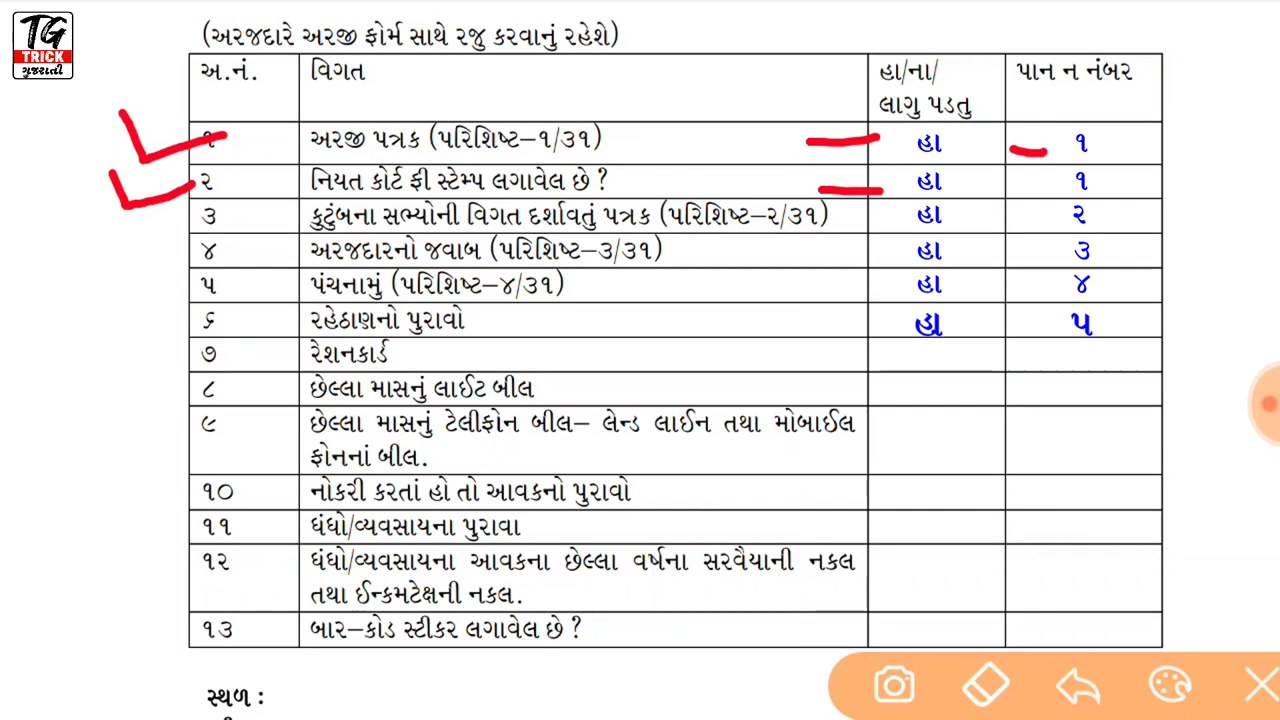 TG
TRICK
ગુજરાતી
(અરજદારે અરજી ફોર્મ સાથે રજુ કરવાનું રહેશે)
અ.નં. વિગત હા/ના/ લાગુ પડતુ પાન ન નંબર
૧ અરજી પત્રક (પરિશિષ્ટ–૧/૩૧) હા ૧
૨ નિયત કોર્ટ ફી સ્ટેમ્પ લગાવેલ છે ? હા ૧
૩ કુટુંબના સભ્યોની વિગત દર્શાવતું પત્રક (પરિશિષ્ટ–૨/૩૧) હા ૨
૪ અરજદારનો જવાબ (પરિશિષ્ટ–૩/૩૧) હા ૩
૫ પંચનામું (પરિશિષ્ટ–૪/૩૧) હા ૪
૬ રહેઠાણનો પુરાવો હા ૫
૭ રેશનકાર્ડ
૮ છેલ્લા માસનું લાઈટ બીલ
૯ છેલ્લા માસનું ટેલીફોન બીલ– લેન્ડ લાઈન તથા મોબાઈલ
ફોનનાં બીલ.
૧૦ નોકરી કરતાં હો તો આવકનો પુરાવો
૧૧ ધંધો/વ્યવસાયના પુરાવા
૧૨ ધંધો/વ્યવસાયના આવકના છેલ્લા વર્ષના સરવૈયાની નકલ
તથા ઈન્કમટેક્ષની નકલ.
૧૩ બાર–કોડ સ્ટીકર લગાવેલ છે ?
સ્થળ :